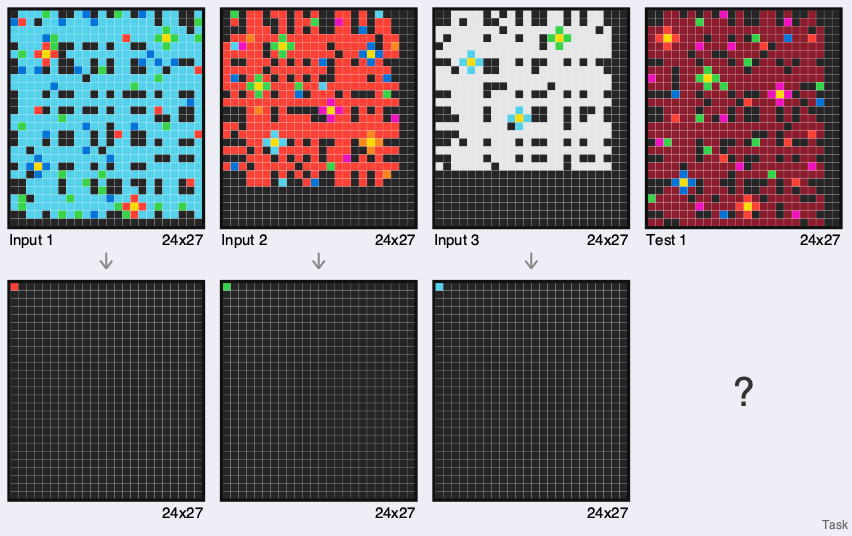 Input 1 24x27
Input 2 24x27
Input 3 24x27
Test 1 24x27
?
24x27
24x27
24x27
Task